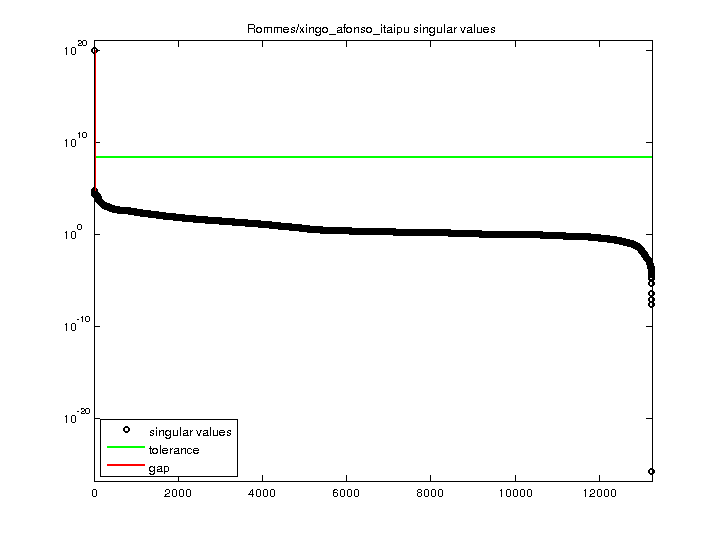 Rommes/xingo_afonso_itaipu singular values
10^20
10^10
10^0
10^-10
10^-20
singular values
tolerance
gap
0 2000 4000 6000 8000 10000 12000